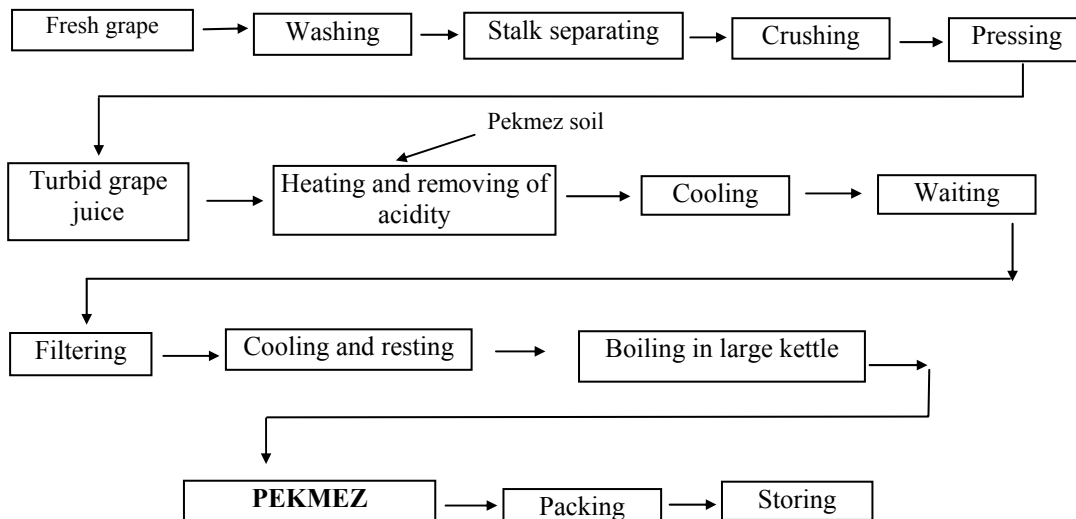 Fresh grape
Washing
Stalk separating
Crushing
Pressing
Pekmez soil
Turbid grape
juice
Heating and removing of
acidity
Cooling
Waiting
Filtering
Cooling and resting
Boiling in large kettle
PEKMEZ
Packing
Storing